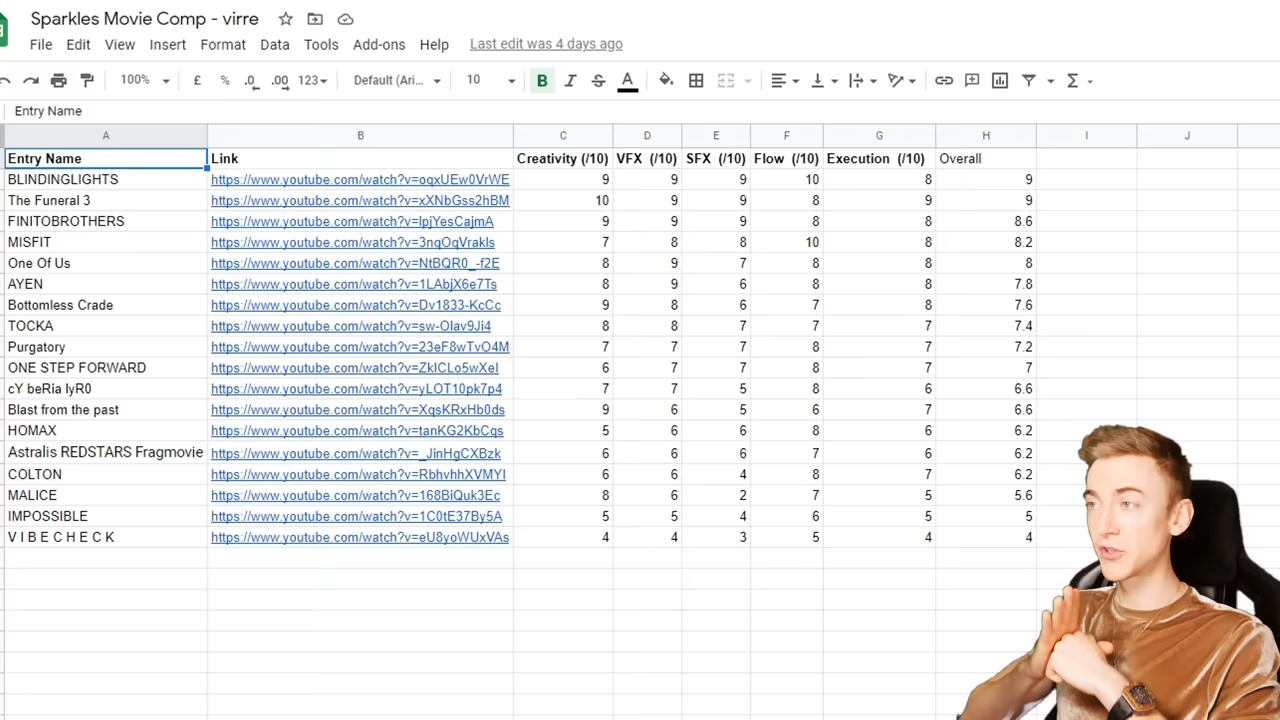 Sparkles Movie Comp - virre
File Edit View Insert Format Data Tools Add-ons Help Last edit was 4 days ago
100% £ % .0 .00 123 Default (Ari... 10 B I S A Σ
Entry Name
A B C D E F G H I J
Entry Name Link Creativity (/10) VFX (/10) SFX (/10) Flow (/10) Execution (/10) Overall
BLINDINGLIGHTS https://www.youtube.com/watch?v=oqxUEw0VrWE 9 9 9 10 8 9
The Funeral 3 https://www.youtube.com/watch?v=xXNbGss2hBM 10 9 9 8 9 9
FINITOBROTHERS https://www.youtube.com/watch?v=lpjYesCajmA 9 9 9 8 8 8.6
MISFIT https://www.youtube.com/watch?v=3nqOqVrakls 7 8 8 10 8 8.2
One Of Us https://www.youtube.com/watch?v=NtBQR0_-f2E 8 9 7 8 8 8
AYEN https://www.youtube.com/watch?v=1LAbjX6e7Ts 8 9 6 8 8 7.8
Bottomless Crade https://www.youtube.com/watch?v=Dv1833-KcCc 9 8 6 7 8 7.6
TOCKA https://www.youtube.com/watch?v=sw-OIav9Ji4 8 8 7 7 7 7.4
Purgatory https://www.youtube.com/watch?v=23eF8wTvO4M 7 7 7 8 7 7.2
ONE STEP FORWARD https://www.youtube.com/watch?v=ZkICLo5wXeI 6 7 7 8 7 7
cY beRia lyR0 https://www.youtube.com/watch?v=yLOT10pk7p4 7 7 5 8 6 6.6
Blast from the past https://www.youtube.com/watch?v=XqsKRxHb0ds 9 6 5 6 7 6.6
HOMAX https://www.youtube.com/watch?v=tanKG2KbCqs 5 6 6 8 6 6.2
Astralis REDSTARS Fragmovie https://www.youtube.com/watch?v=_JinHgCXBzk 6 6 6 7 6 6.2
COLTON https://www.youtube.com/watch?v=RbhvhhXVMYI 6 6 4 8 7 6.2
MALICE https://www.youtube.com/watch?v=168BiQuk3Ec 8 6 2 7 5 5.6
IMPOSSIBLE https://www.youtube.com/watch?v=1C0tE37By5A 5 5 4 6 5 5
V I B E C H E C K https://www.youtube.com/watch?v=eU8yoWUxVAs 4 4 3 5 4 4